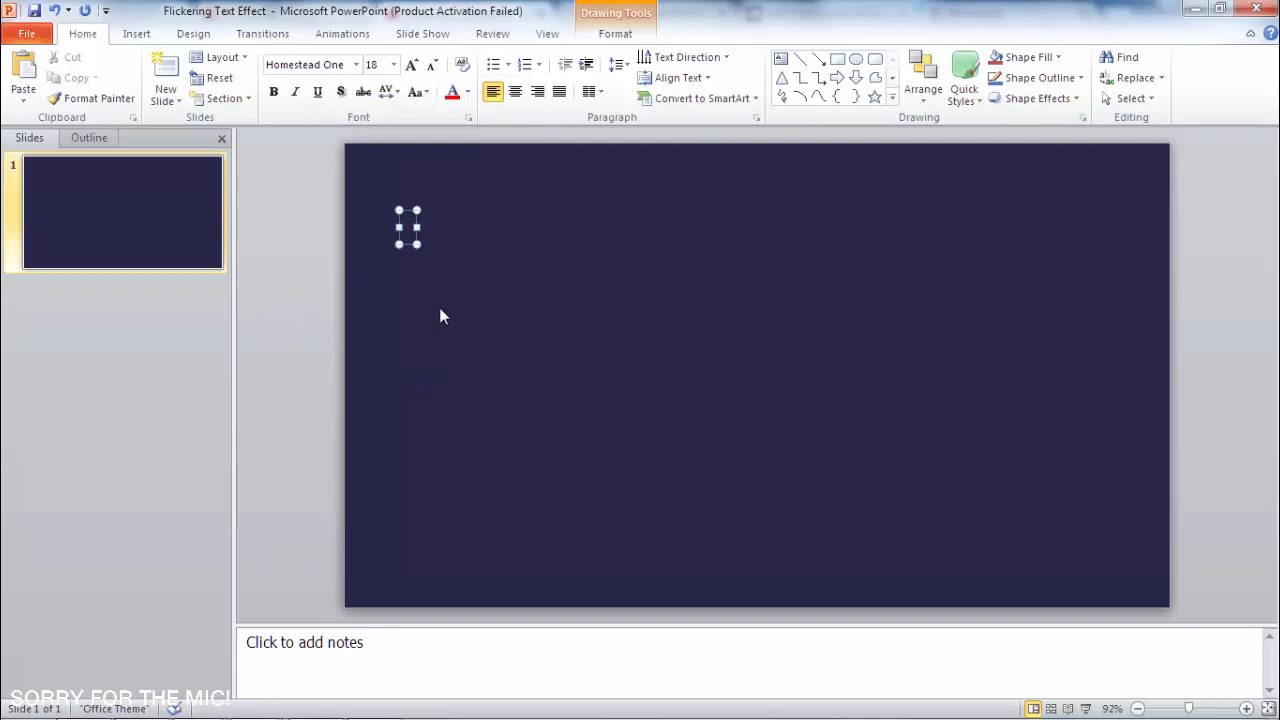 Flickering Text Effect - Microsoft PowerPoint (Product Activation Failed)
Drawing Tools
File Home Insert Design Transitions Animations Slide Show Review View Format
Paste
Cut
Copy
Format Painter
Clipboard
New
Slide
Layout
Reset
Section
Slides
Homestead One 18
B I U S abc AV Aa A
Font
Text Direction
Align Text
Convert to SmartArt
Paragraph
Arrange
Quick
Styles
Shape Fill
Shape Outline
Shape Effects
Drawing
Find
Replace
Select
Editing
Slides Outline
1
Click to add notes
SORRY FOR THE MIC!
Slide 1 of 1 "Office Theme" 92%